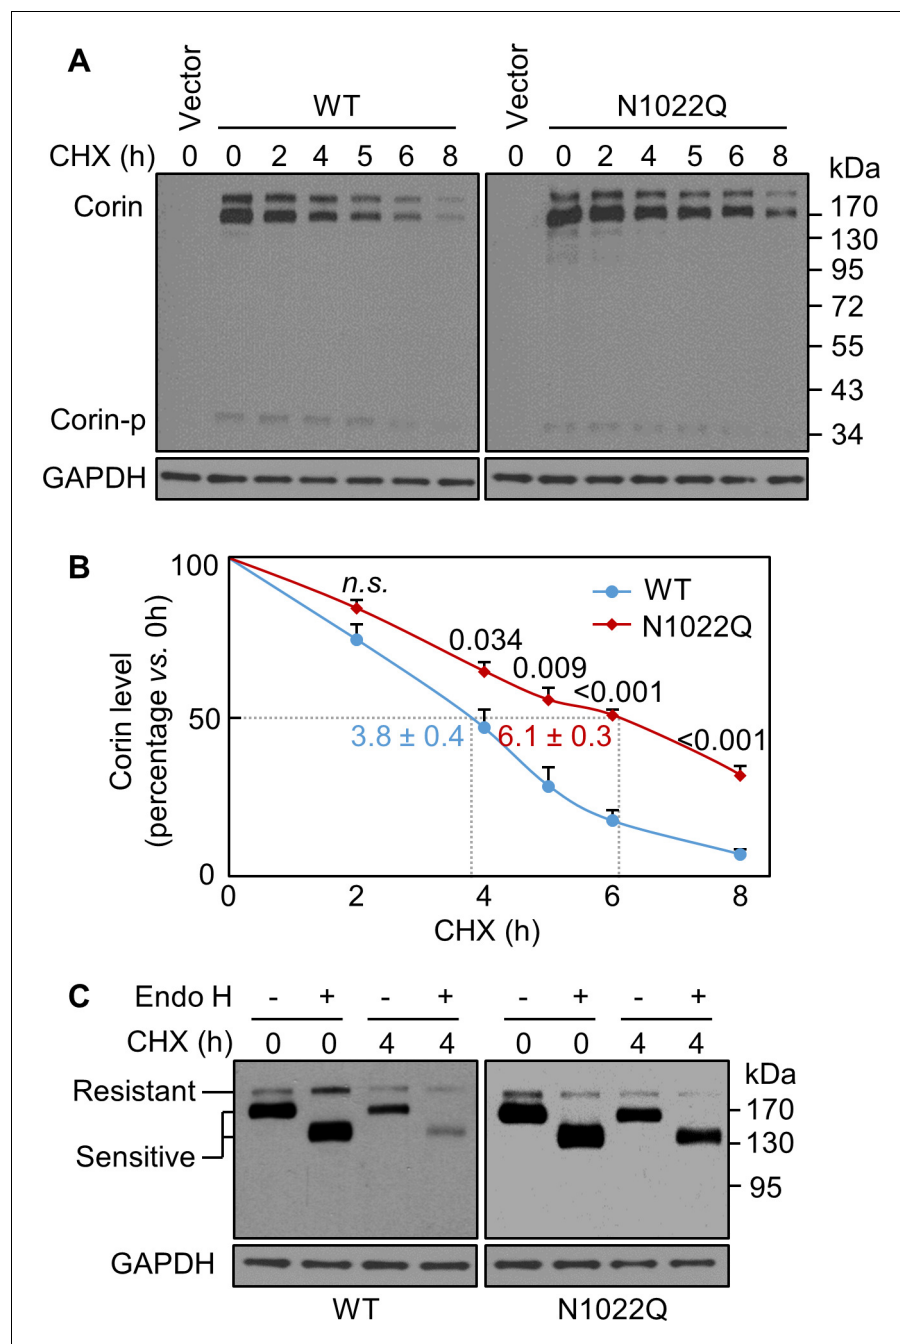 A
Vector
WT
Vector
N1022Q
CHX (h) 0 0 2 4 5 6 8 0 0 2 4 5 6 8
kDa
Corin
170
130
95
72
55
43
Corin-p
34
GAPDH
B
100
n.s.
WT
N1022Q
0.034
0.009
<0.001
50
3.8 ± 0.4
6.1 ± 0.3
<0.001
Corin level
(percentage vs. 0h)
0
0 2 4 6 8
CHX (h)
C
Endo H - + - + - + - +
CHX (h) 0 0 4 4 0 0 4 4
kDa
Resistant
170
130
Sensitive
95
GAPDH
WT
N1022Q